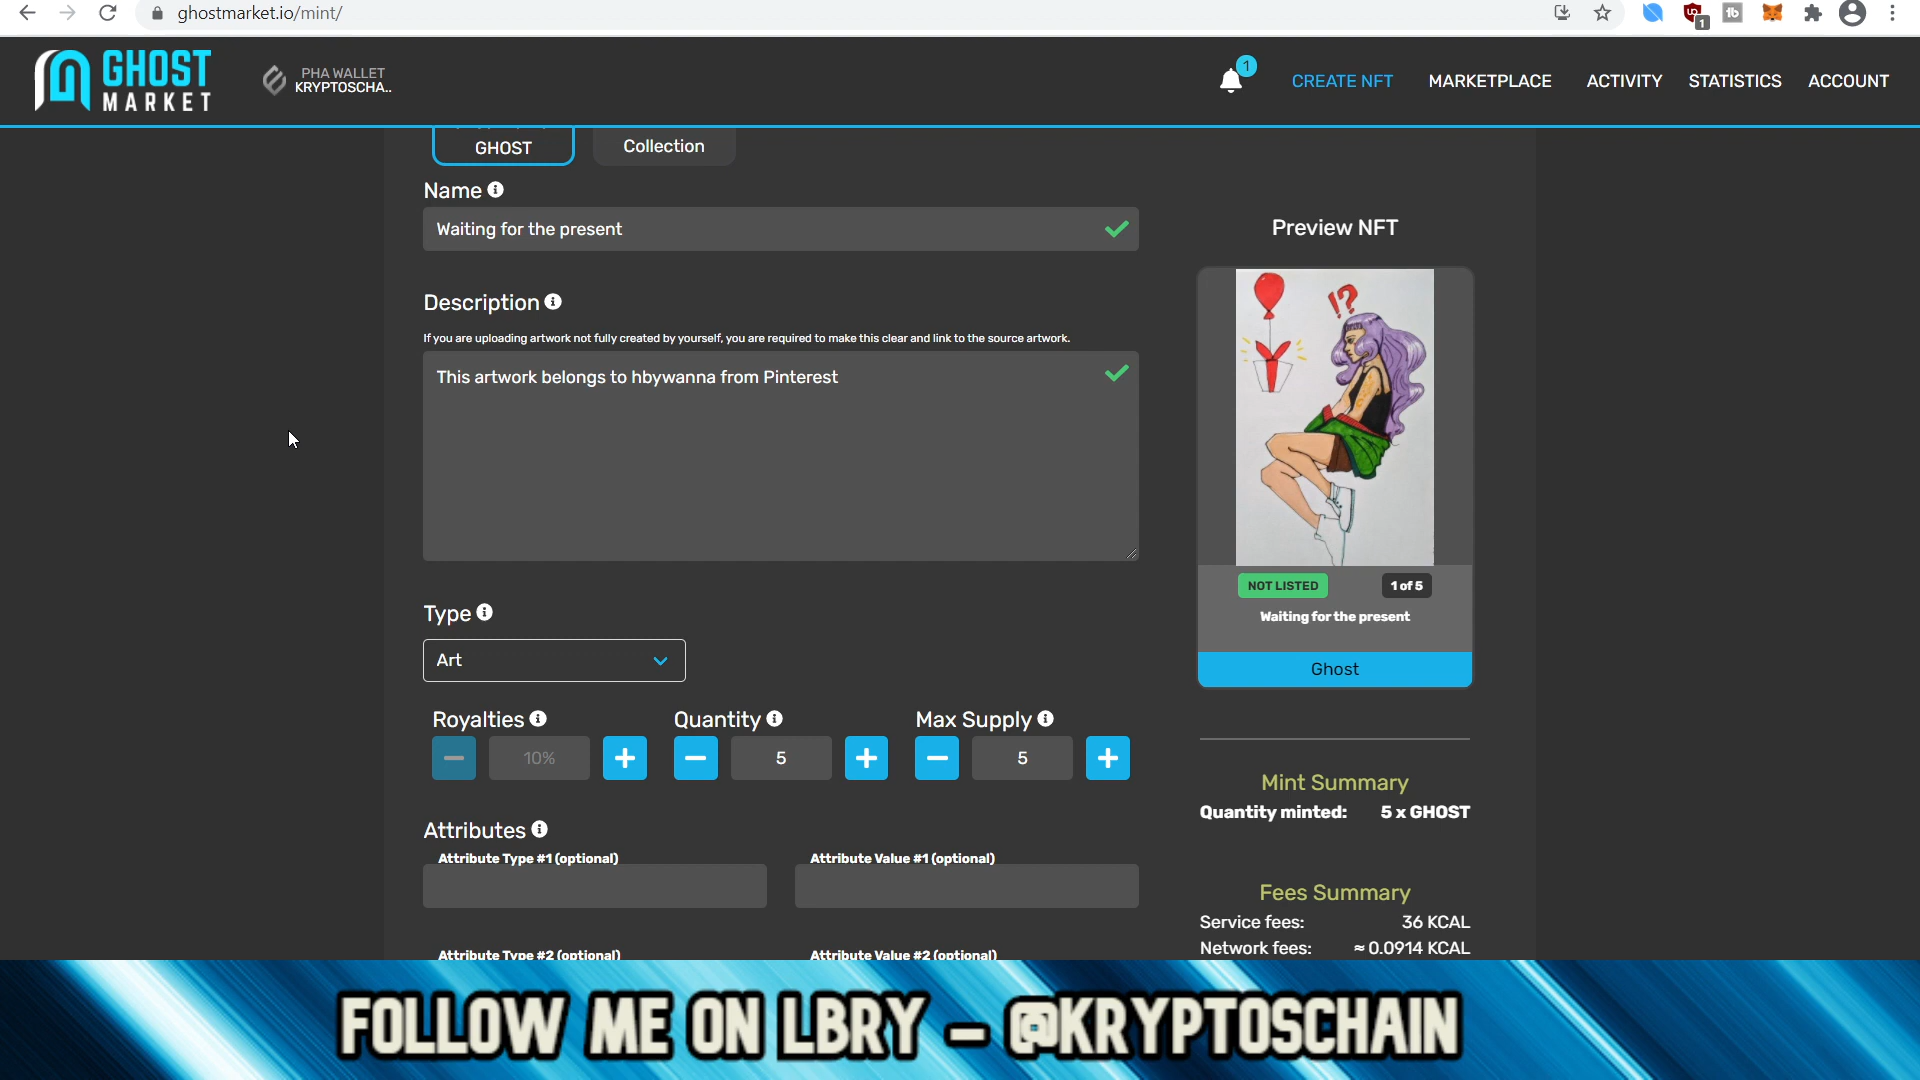 ghostmarket.io/mint/
GHOST
MARKET
PHA WALLET
KRYPTOSCHA..
1
1
CREATE NFT
MARKETPLACE
ACTIVITY
STATISTICS
ACCOUNT
GHOST
Collection
Name
Waiting for the present
Description
If you are uploading artwork not fully created by yourself, you are required to make this clear and link to the source artwork.
This artwork belongs to hbywanna from Pinterest
Type
Art
Royalties
Quantity
Max Supply
10%
5
5
Attributes
Attribute Type #1 (optional)
Attribute Value #1 (optional)
Attribute Type #2 (optional)
Attribute Value #2 (optional)
Preview NFT
!?
NOT LISTED
1 of 5
Waiting for the present
Ghost
Mint Summary
Quantity minted: 5 x GHOST
Fees Summary
Service fees: 36 KCAL
Network fees: ≈ 0.0914 KCAL
FOLLOW ME ON LBRY - @KRYPTOSCHAIN